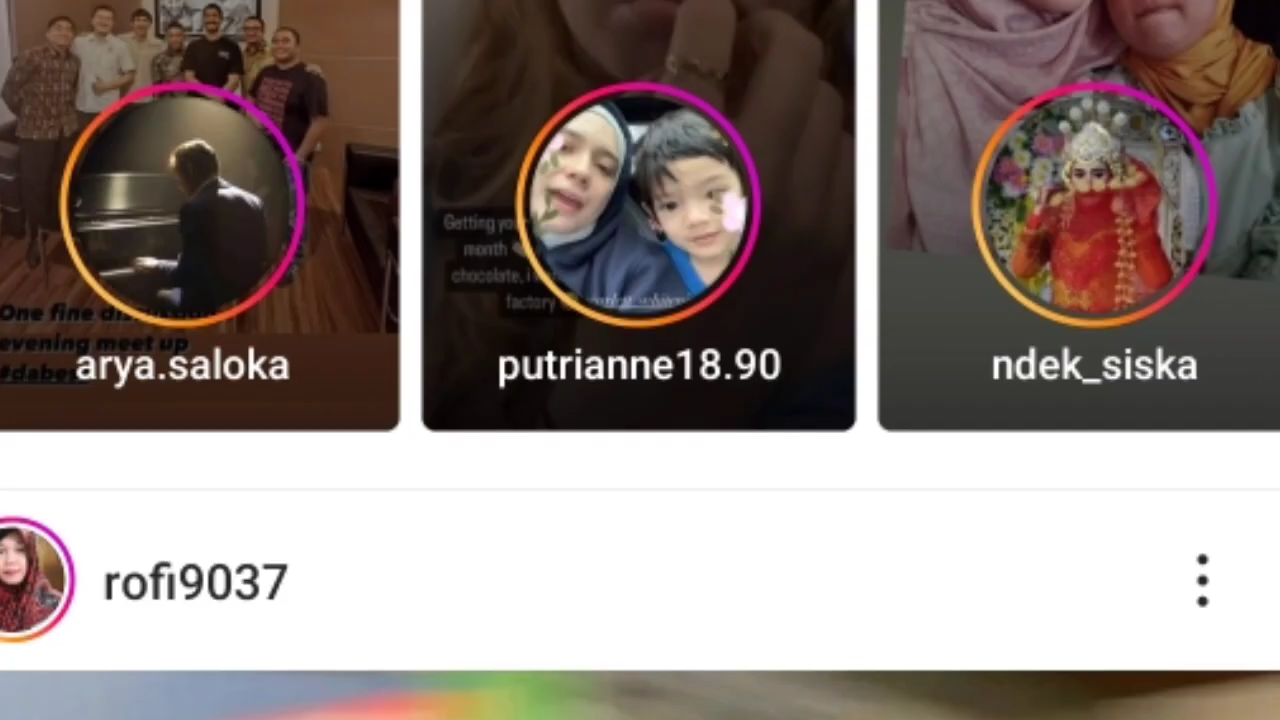 One fine
evening meet up
arya.saloka
Getting
month
chocolate, i
factory
putrianne18.90
ndek_siska
rofi9037